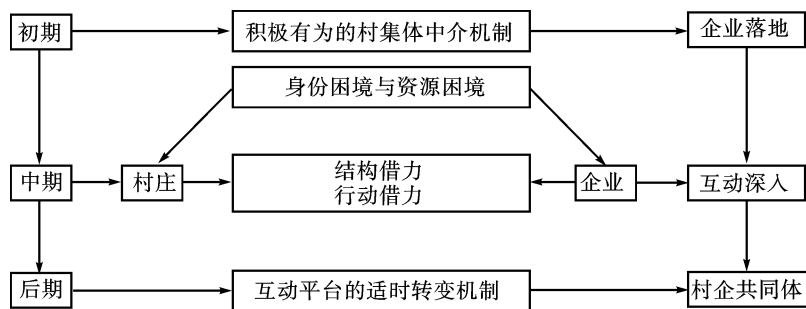 初期
积极有为的村集体中介机制
企业落地
身份困境与资源困境
中期
村庄
结构借力
行动借力
企业
互动深入
后期
互动平台的适时转变机制
村企共同体